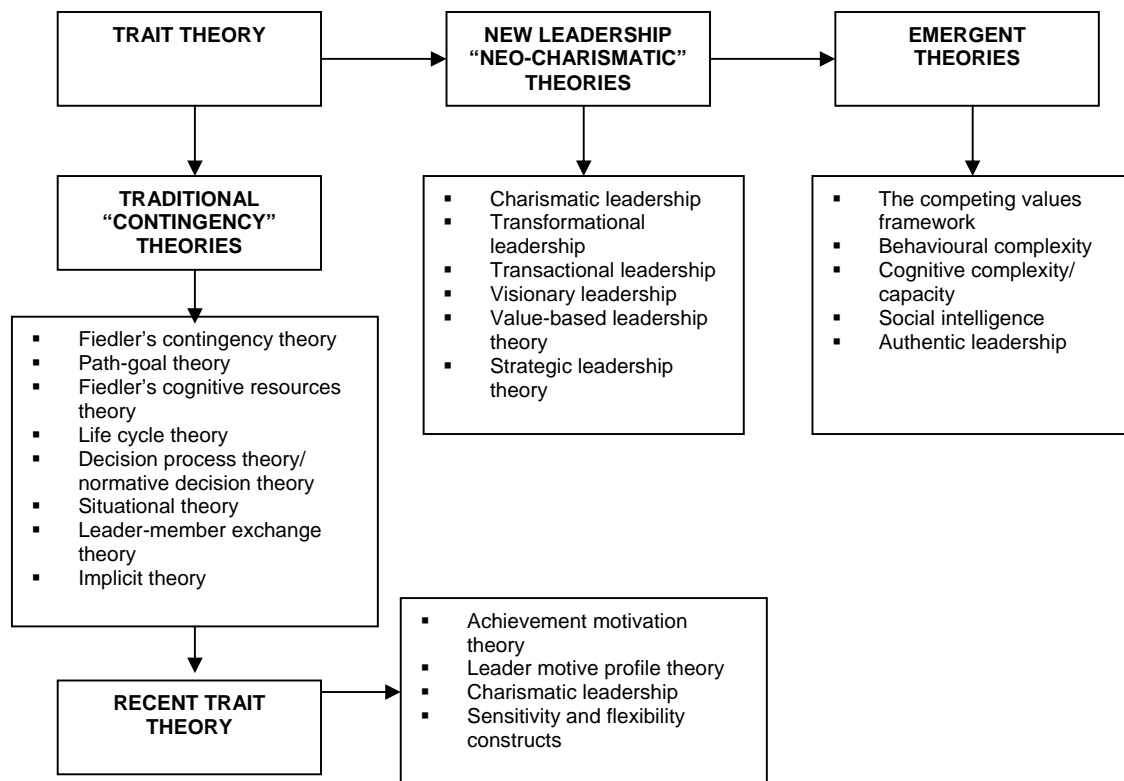 TRAIT THEORY
NEW LEADERSHIP
“NEO-CHARISMATIC”
THEORIES
EMERGENT
THEORIES
TRADITIONAL
“CONTINGENCY”
THEORIES
▪ Charismatic leadership
▪ Transformational
leadership
▪ Transactional leadership
▪ Visionary leadership
▪ Value-based leadership
theory
▪ Strategic leadership
theory
▪ The competing values
framework
▪ Behavioural complexity
▪ Cognitive complexity/
capacity
▪ Social intelligence
▪ Authentic leadership
▪ Fiedler’s contingency theory
▪ Path-goal theory
▪ Fiedler’s cognitive resources
theory
▪ Life cycle theory
▪ Decision process theory/
normative decision theory
▪ Situational theory
▪ Leader-member exchange
theory
▪ Implicit theory
RECENT TRAIT
THEORY
▪ Achievement motivation
theory
▪ Leader motive profile theory
▪ Charismatic leadership
▪ Sensitivity and flexibility
constructs